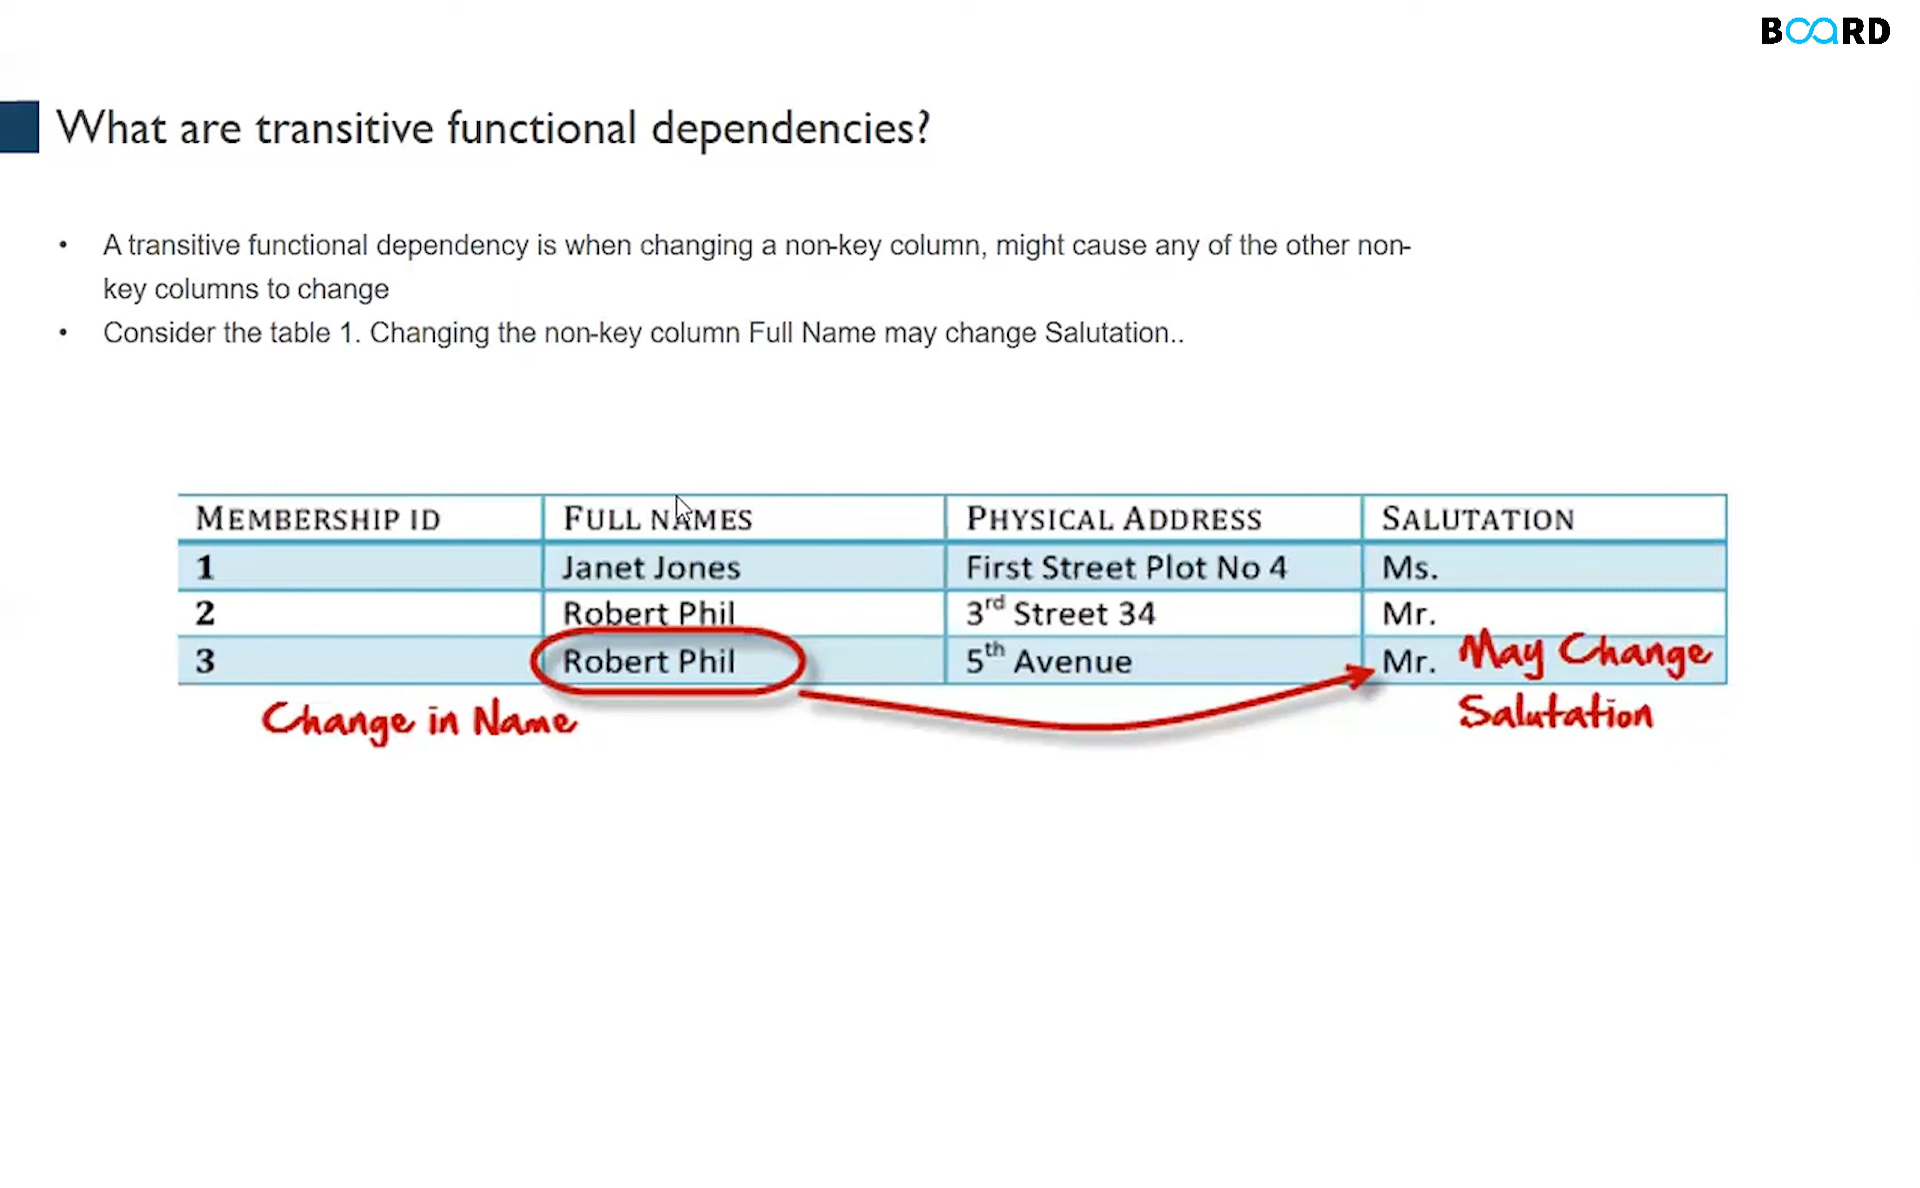 BOARD
What are transitive functional dependencies?
• A transitive functional dependency is when changing a non-key column, might cause any of the other non-
key columns to change
• Consider the table 1. Changing the non-key column Full Name may change Salutation..
MEMBERSHIP ID FULL NAMES PHYSICAL ADDRESS SALUTATION
1 Janet Jones First Street Plot No 4 Ms.
2 Robert Phil 3rd Street 34 Mr.
3 Robert Phil 5th Avenue Mr. May Change
Change in Name Salutation